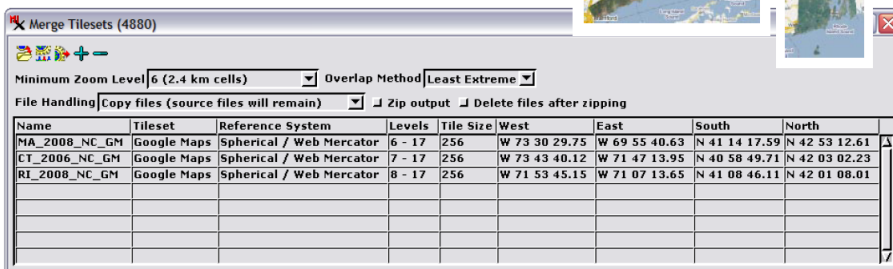 Merge Tilesets (4880)
Minimum Zoom Level 6 (2.4 km cells) Overlap Method Least Extreme
File Handling Copy files (source files will remain) Zip output Delete files after zipping
Name Tileset Reference System Levels Tile Size West East South North
MA_2008_NC_GM Google Maps Spherical / Web Mercator 6 - 17 256 W 73 30 29.75 W 69 55 40.63 N 41 14 17.59 N 42 53 12.61
CT_2006_NC_GM Google Maps Spherical / Web Mercator 7 - 17 256 W 73 43 40.12 W 71 47 13.95 N 40 58 49.71 N 42 03 02.23
RI_2008_NC_GM Google Maps Spherical / Web Mercator 8 - 17 256 W 71 53 45.15 W 71 07 13.65 N 41 08 46.11 N 42 01 08.01